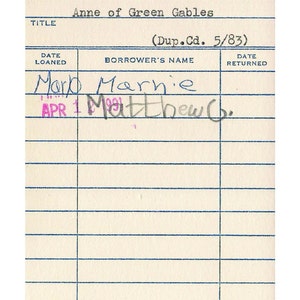 Anne of Green Gables
TITLE
(Dup.Cd. 5/83)
DATE LOANED BORROWER'S NAME DATE RETURNED
Marnie
APR 1 Matthew G.